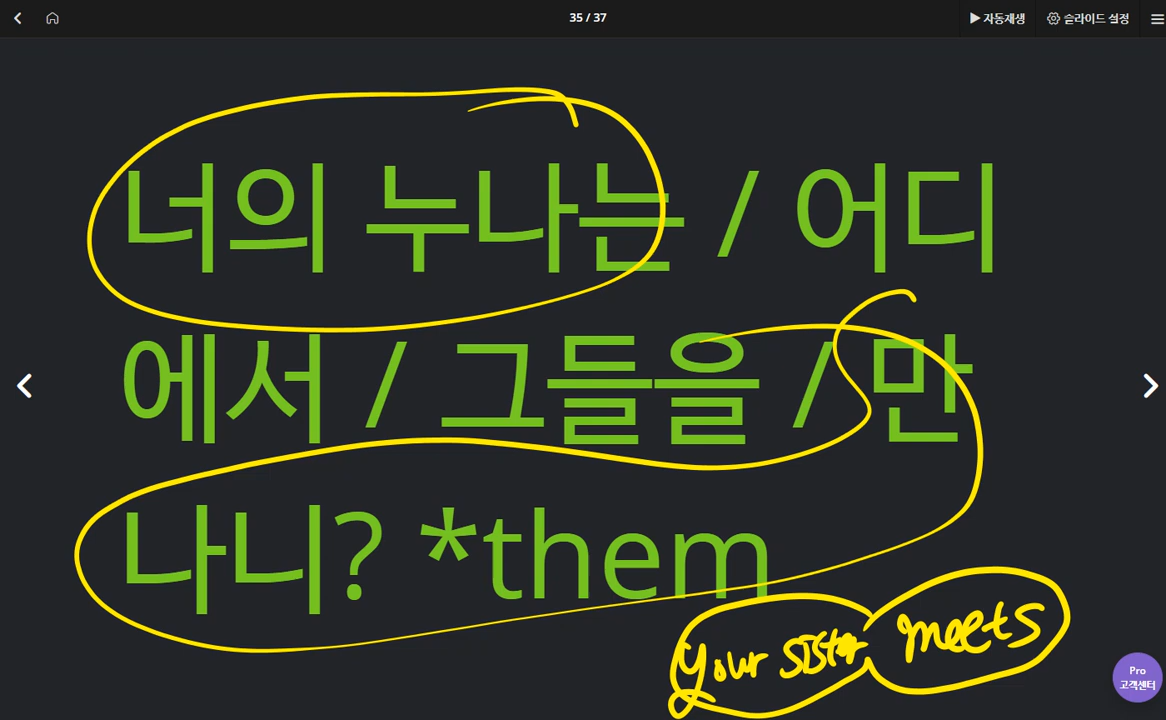 35 / 37
▶ 자동재생
슬라이드 설정
너의 누나는 / 어디
에서 / 그들을 / 만
나니? *them
your sister meets
Pro
고객센터